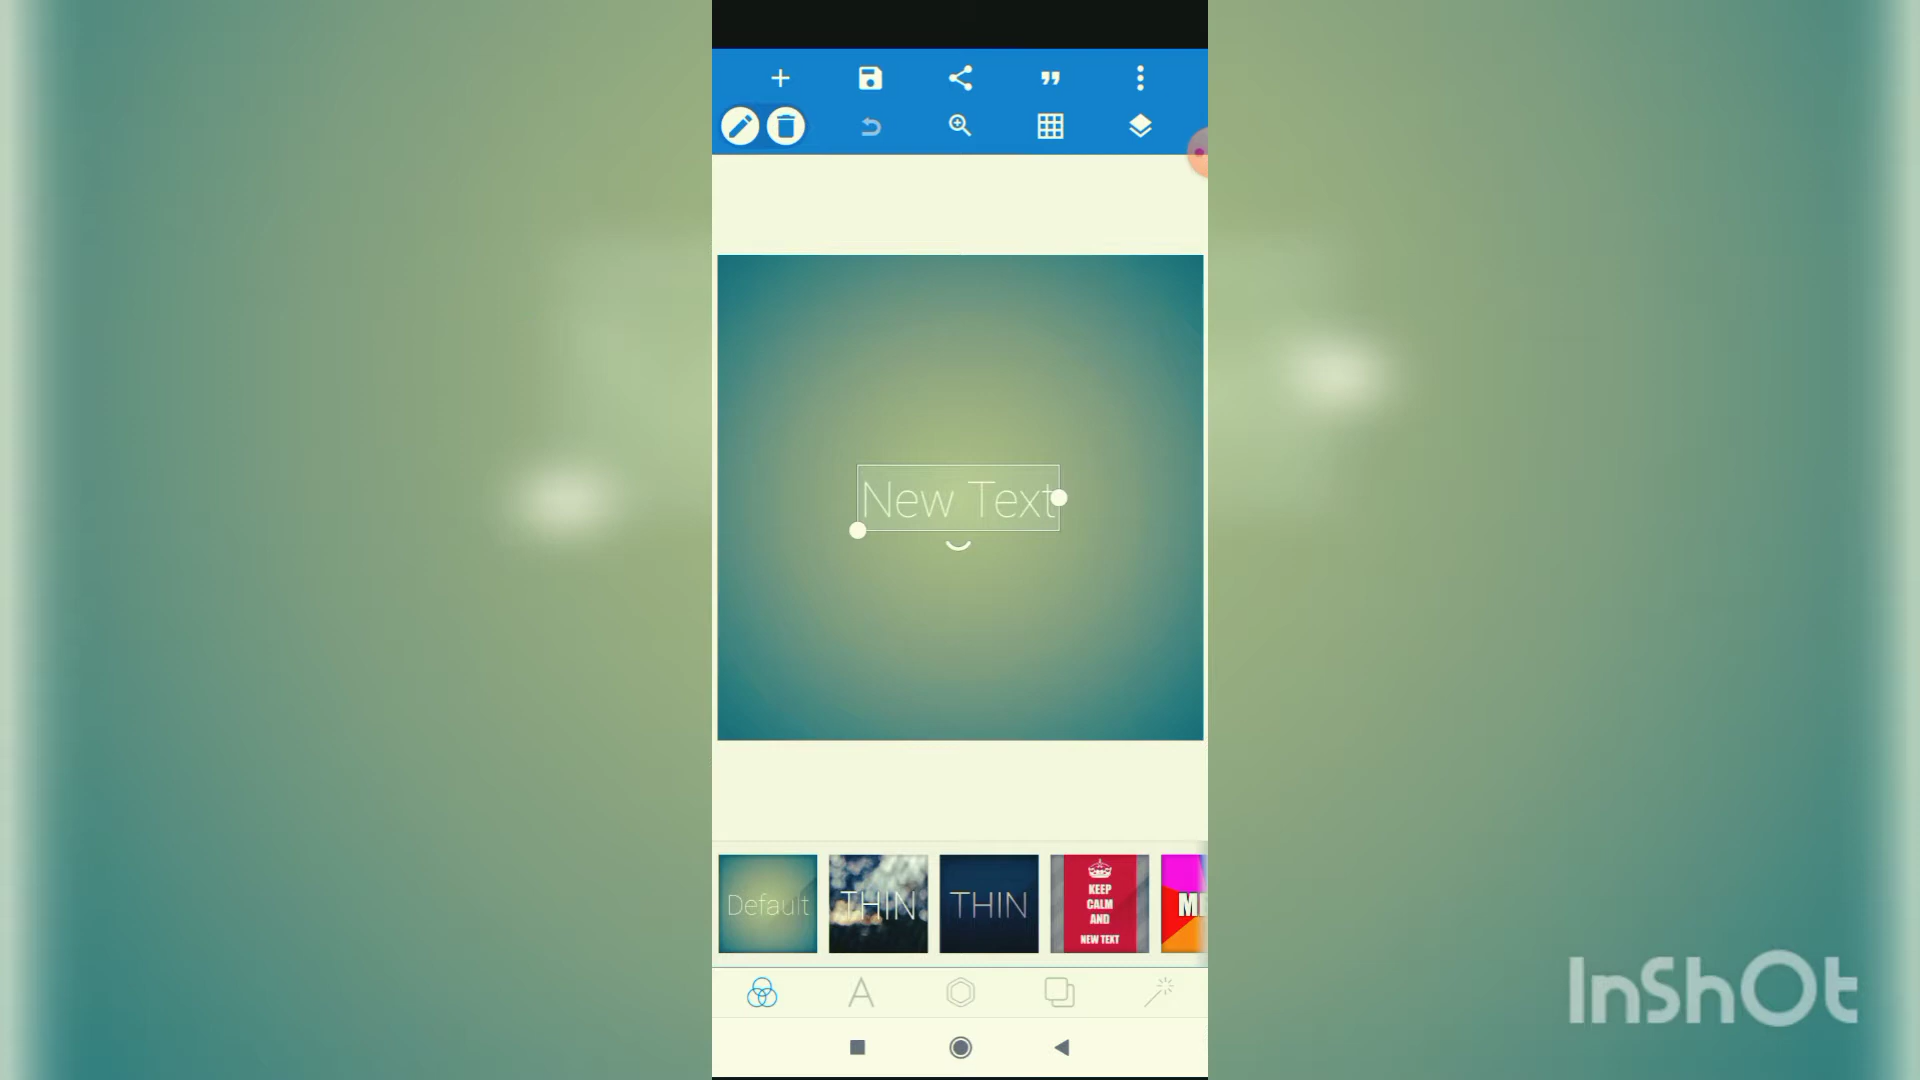 New Text
Default
THIN
THIN
KEEP
CALM
AND
NEW TEXT
InShOt